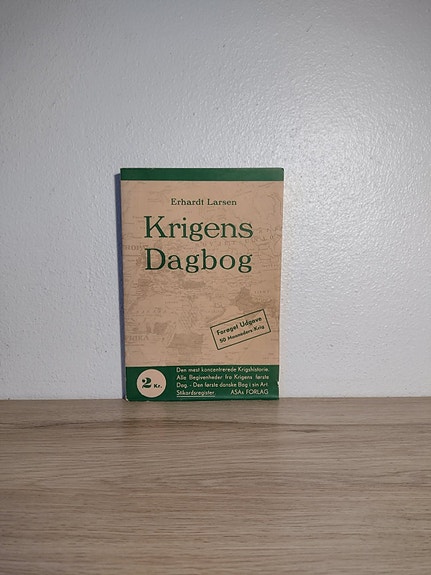 Erhardt Larsen
Krigens
Dagbog
Forøget Udgave
50 Maaneders Krig
2 Kr.
Den mest koncentrerede Krigshistorie.
Alle Begivenheder fra Krigens første
Dag. - Den første danske Bog i sin Art.
Stikordsregister. ASAs FORLAG